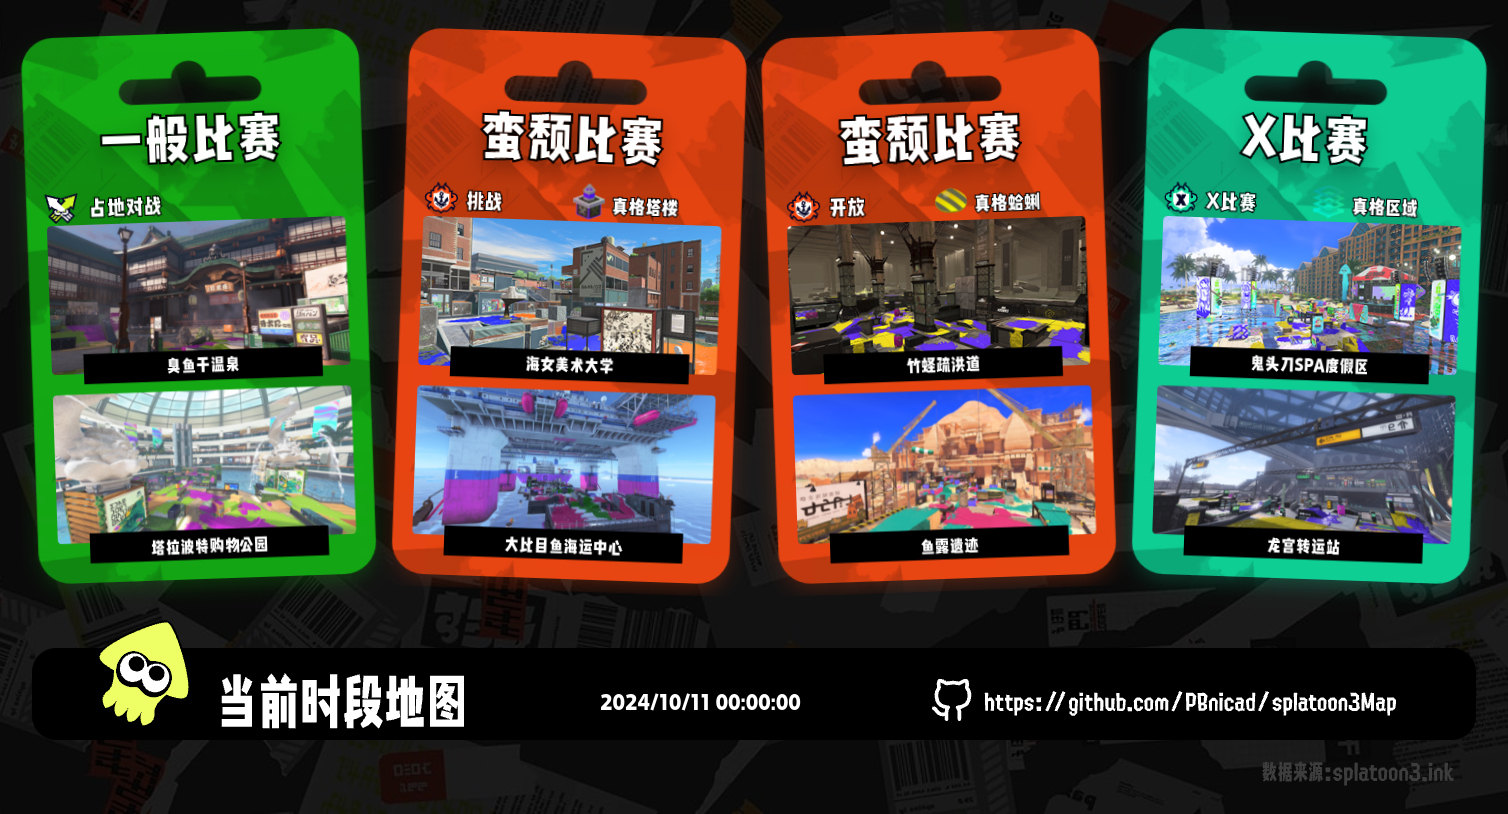 一般比赛
占地对战
臭鱼干温泉
塔拉波特购物公园
蛮颓比赛
挑战
真格塔楼
海女美术大学
大比目鱼海运中心
蛮颓比赛
开放
真格蛤蜊
竹蛏疏洪道
鱼露遗迹
X比赛
X比赛
真格区域
鬼头刀SPA度假区
龙宫转运站
当前时段地图
2024/10/11 00:00:00
https://github.com/PBnicad/splatoon3Map
数据来源:splatoon3.ink